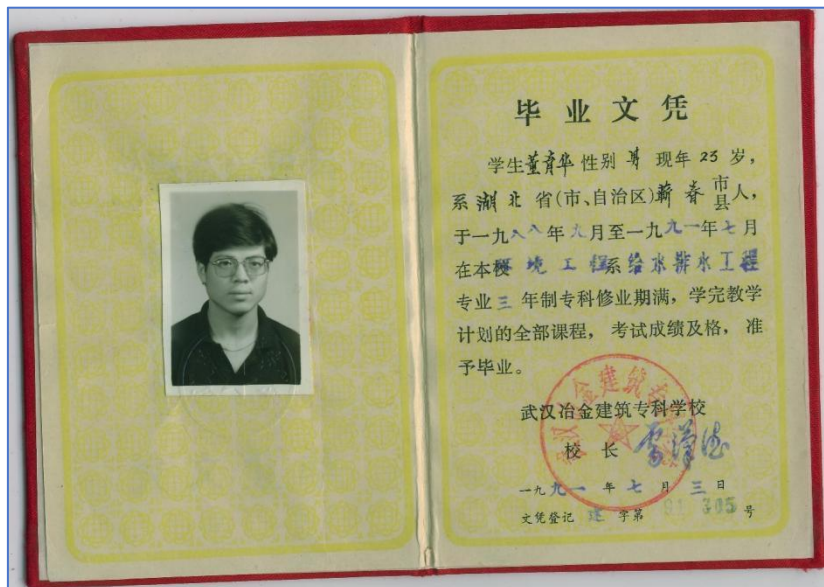 毕业文凭
学生董育华性别男现年23岁，
系湖北省(市、自治区)蕲春市县人，
于一九八八年九月至一九九一年七月
在本校环境工程系给水排水工程
专业三年制专科修业期满，学完教学
计划的全部课程，考试成绩及格，准
予毕业。
武汉冶金建筑专科学校
校长
一九九一年七月三日
文凭登记建字第91 305号